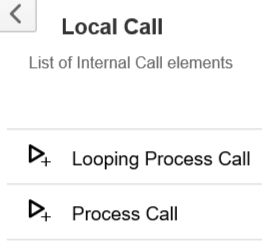 Local Call
List of Internal Call elements
Looping Process Call
Process Call